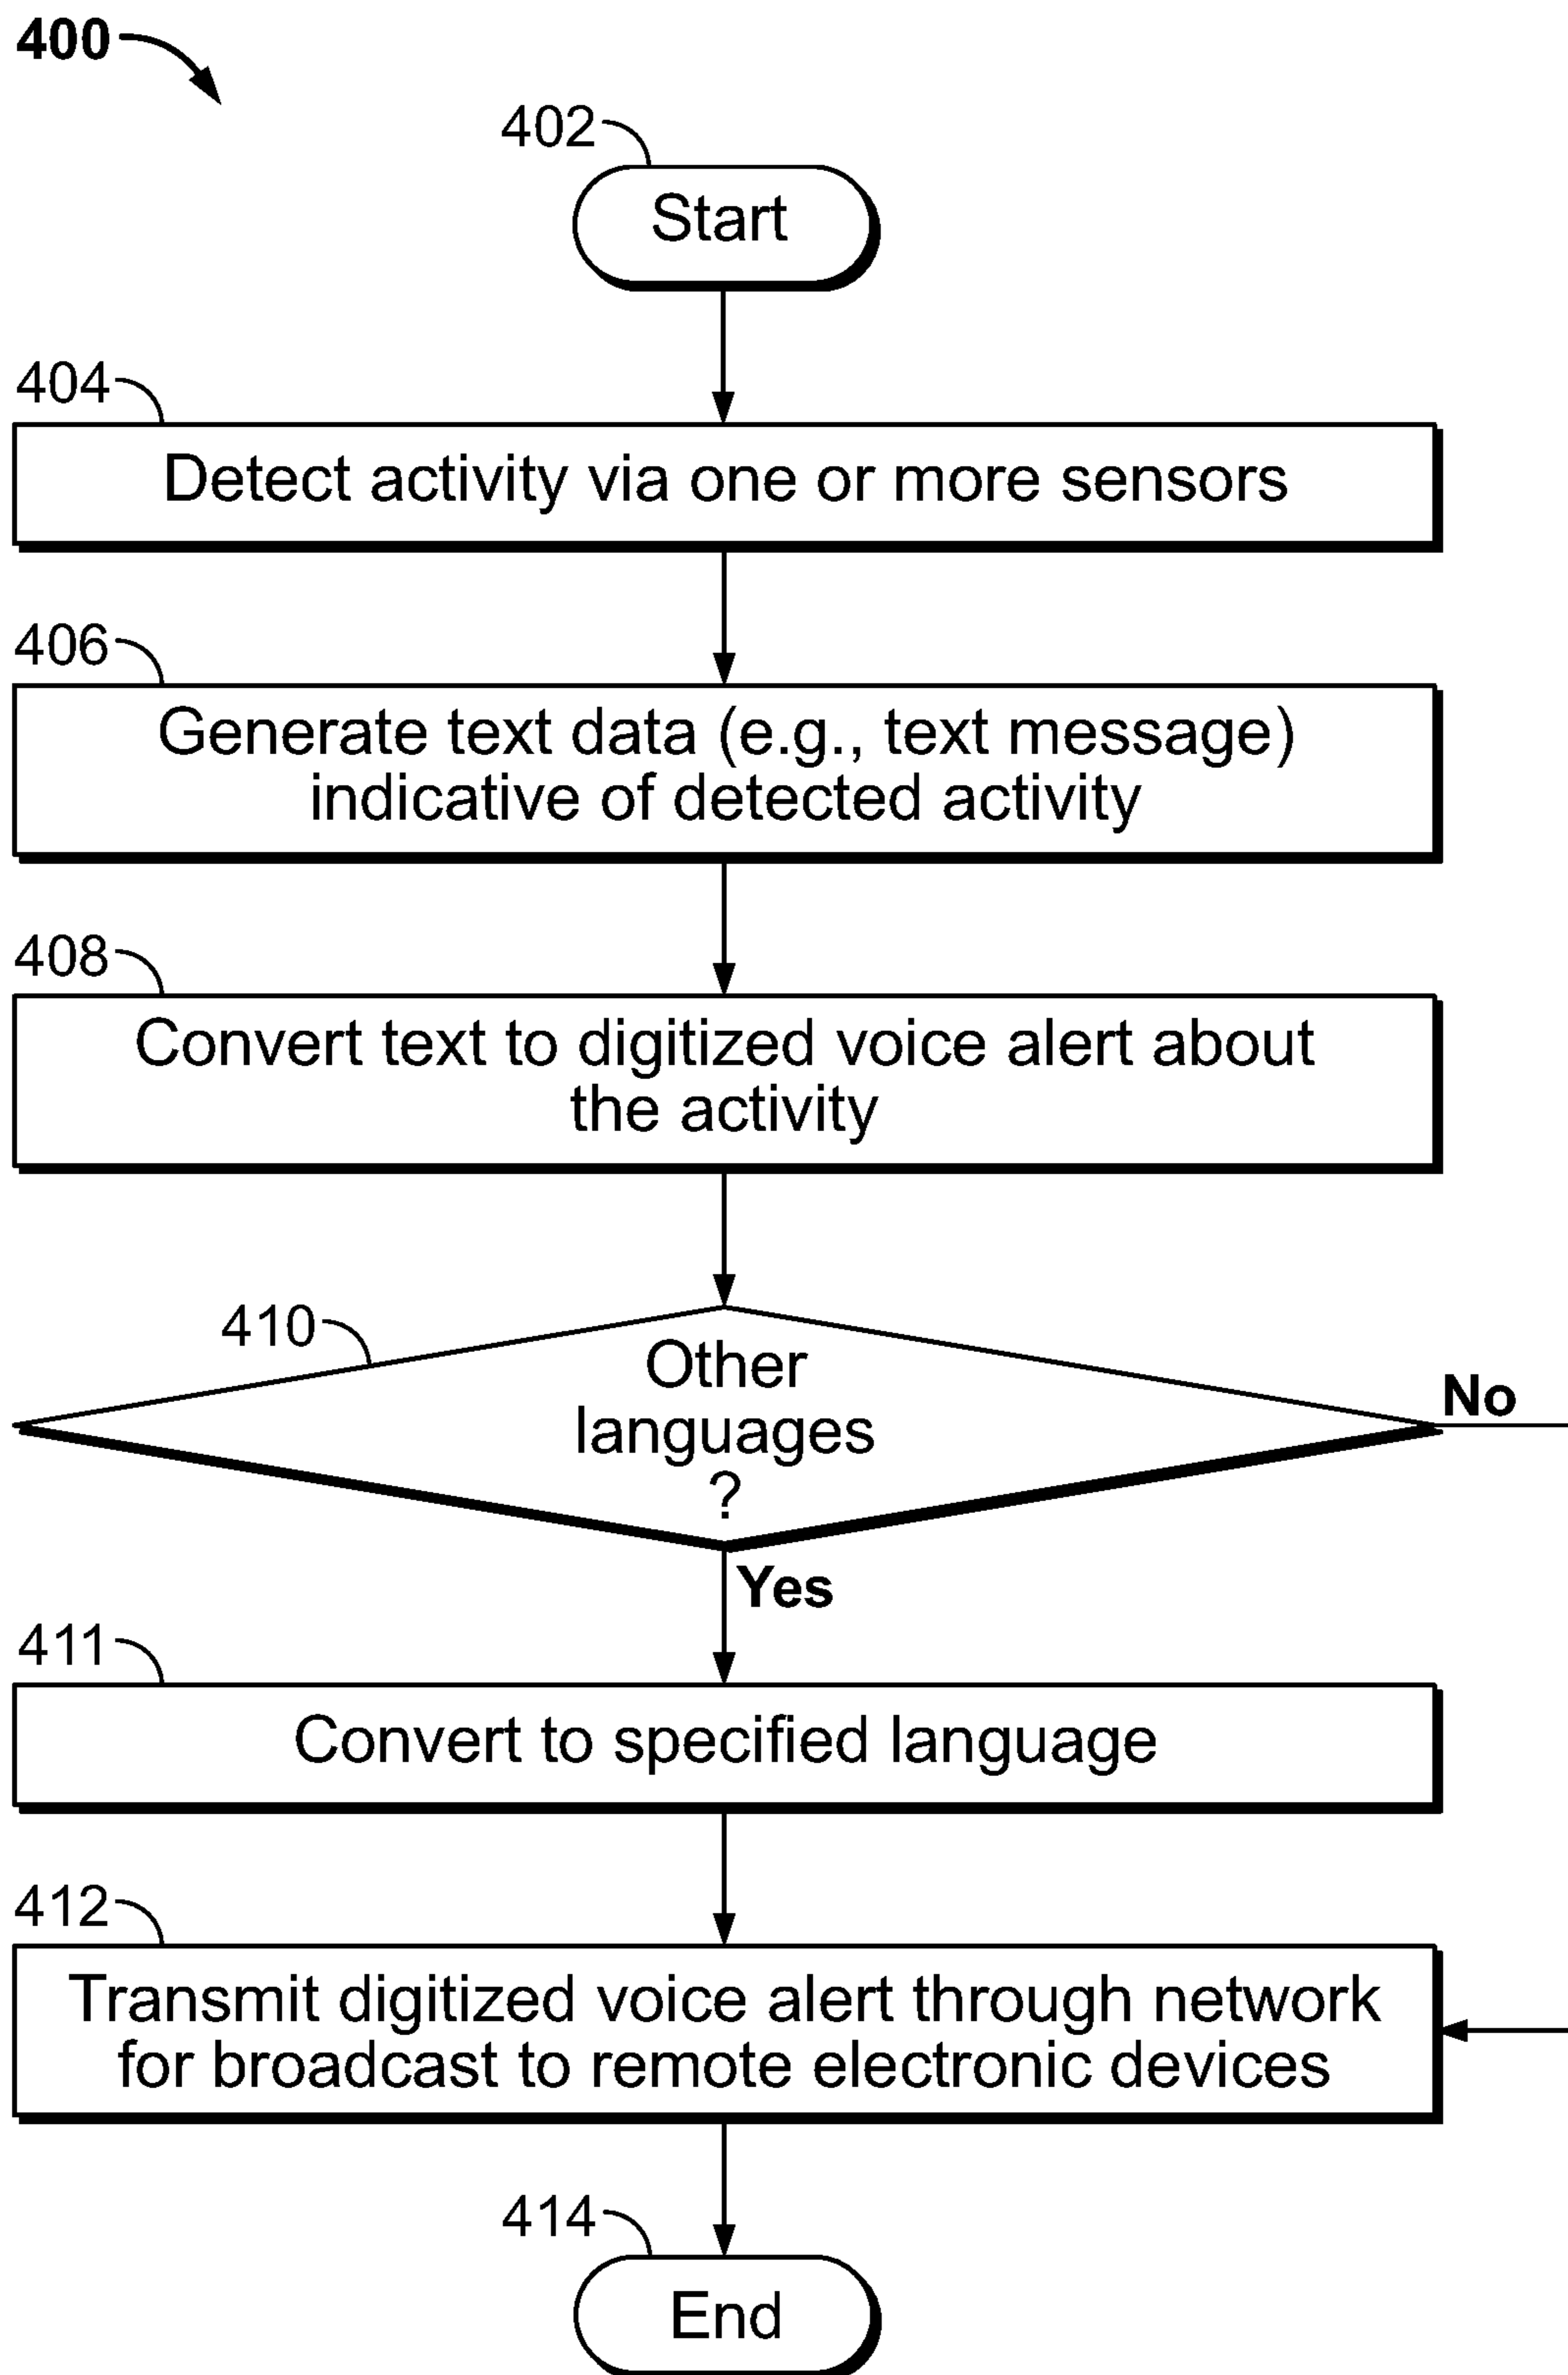 400
402
Start
404
Detect activity via one or more sensors
406
Generate text data (e.g., text message)
indicative of detected activity
408
Convert text to digitized voice alert about
the activity
410
Other
languages
?
No
Yes
411
Convert to specified language
412
Transmit digitized voice alert through network
for broadcast to remote electronic devices
414
End